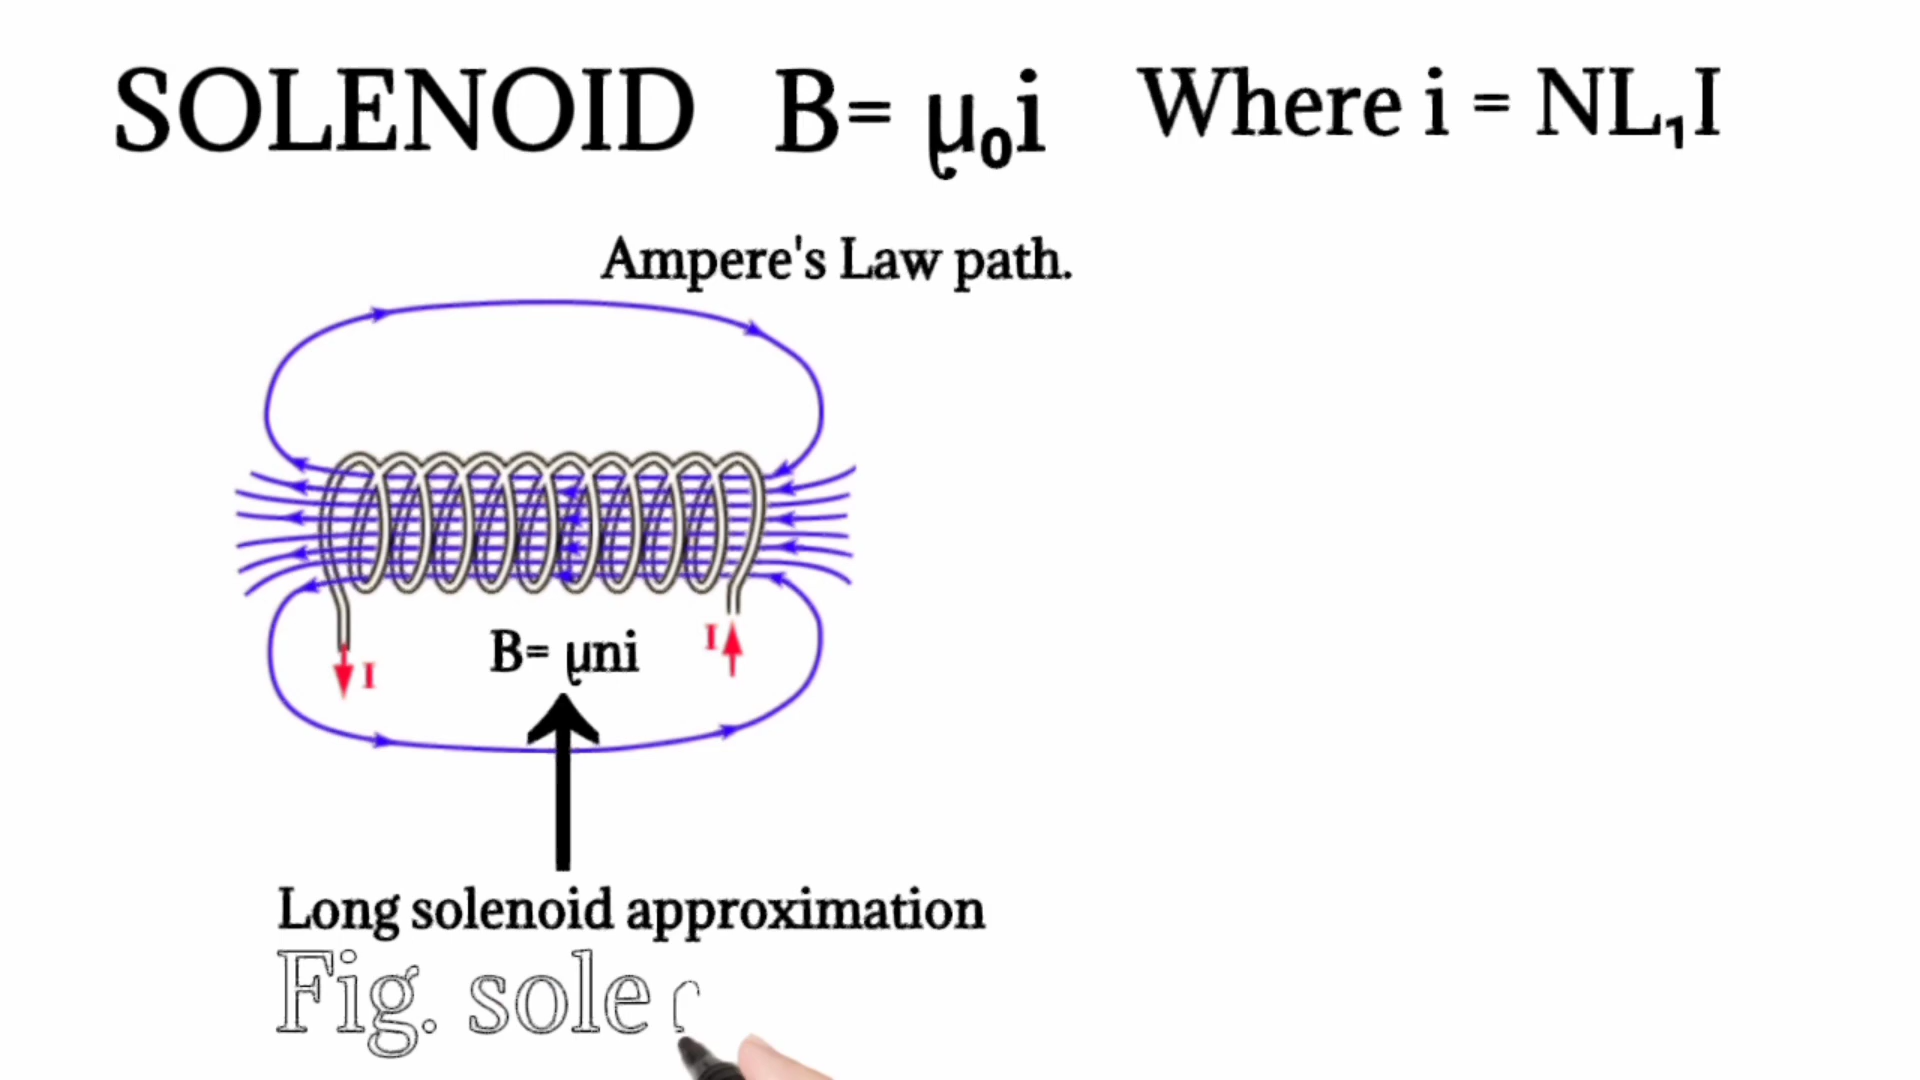 SOLENOID B= μ₀i Where i = NL₁I
Ampere's Law path.
B= μni
I
I
Long solenoid approximation
Fig. sole